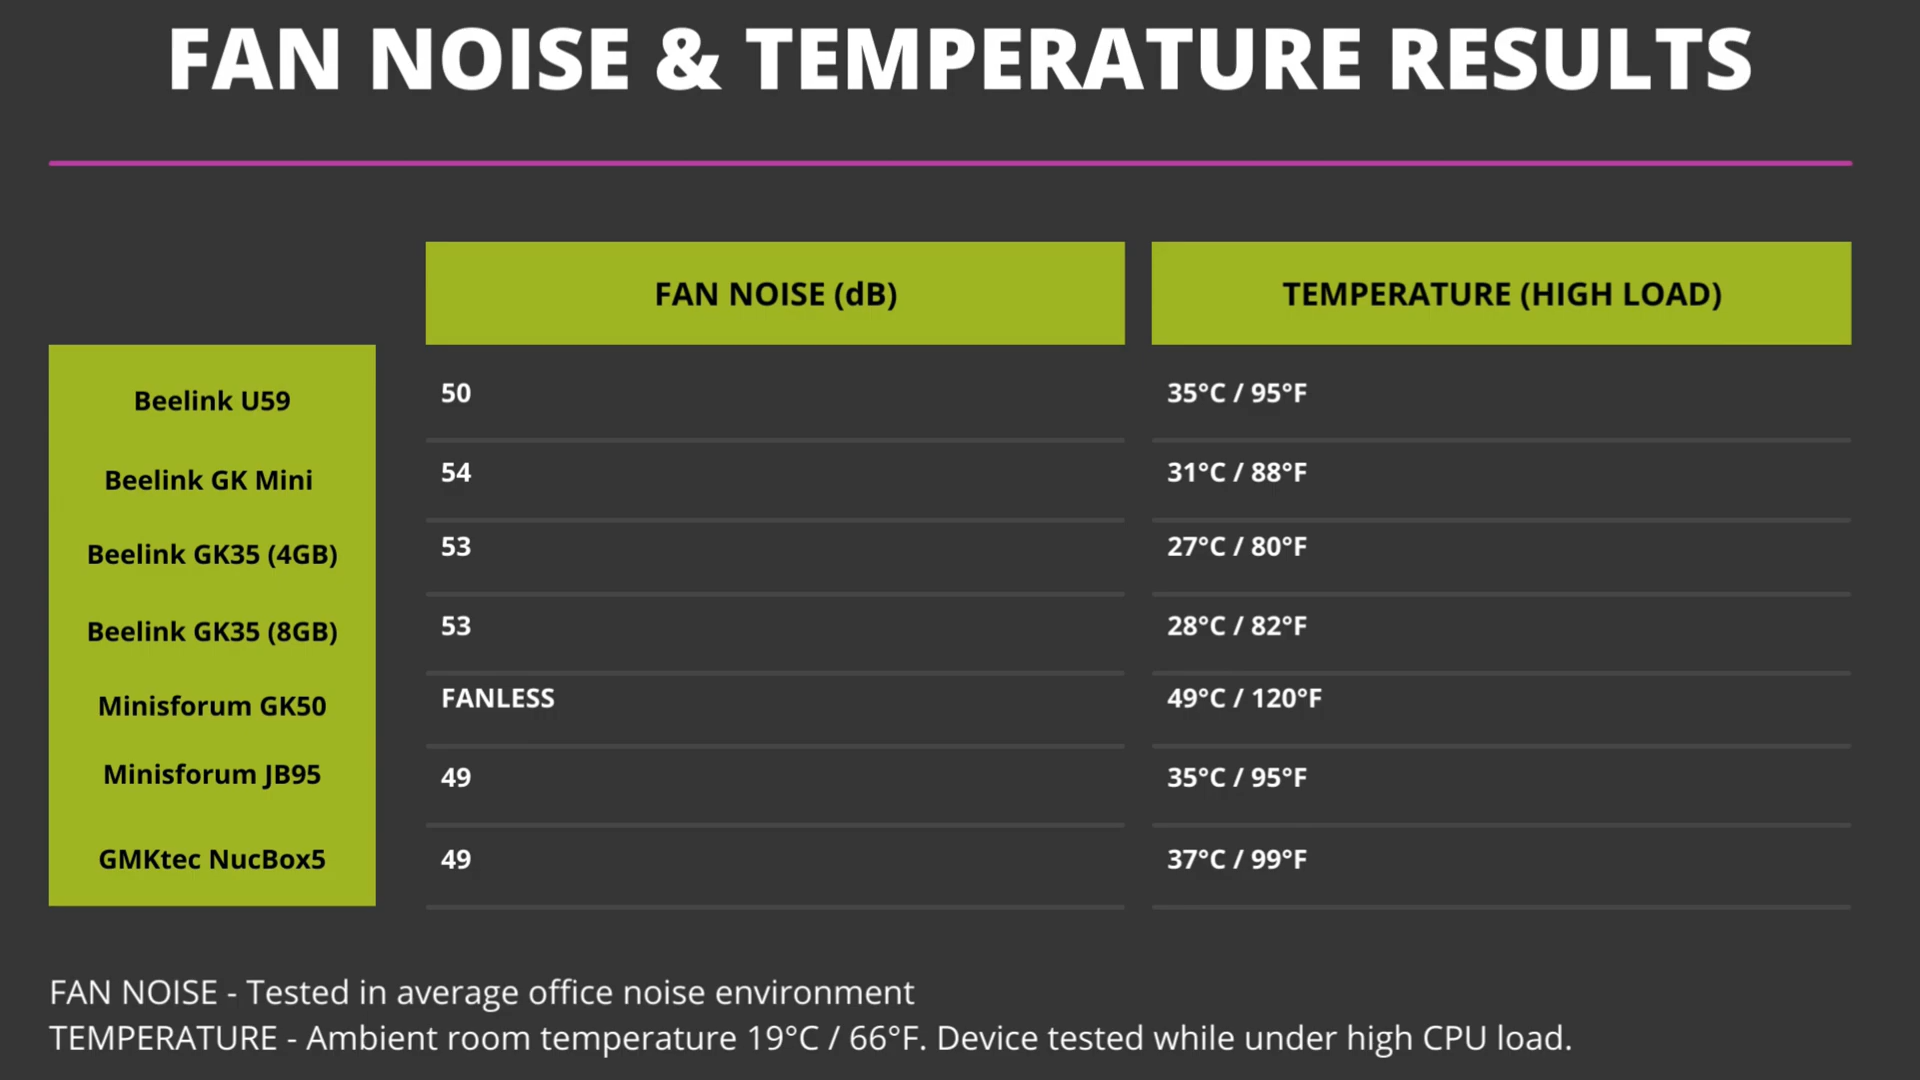 FAN NOISE & TEMPERATURE RESULTS
FAN NOISE (dB) TEMPERATURE (HIGH LOAD)
Beelink U59 50 35°C / 95°F
Beelink GK Mini 54 31°C / 88°F
Beelink GK35 (4GB) 53 27°C / 80°F
Beelink GK35 (8GB) 53 28°C / 82°F
Minisforum GK50 FANLESS 49°C / 120°F
Minisforum JB95 49 35°C / 95°F
GMKtec NucBox5 49 37°C / 99°F
FAN NOISE - Tested in average office noise environment
TEMPERATURE - Ambient room temperature 19°C / 66°F. Device tested while under high CPU load.